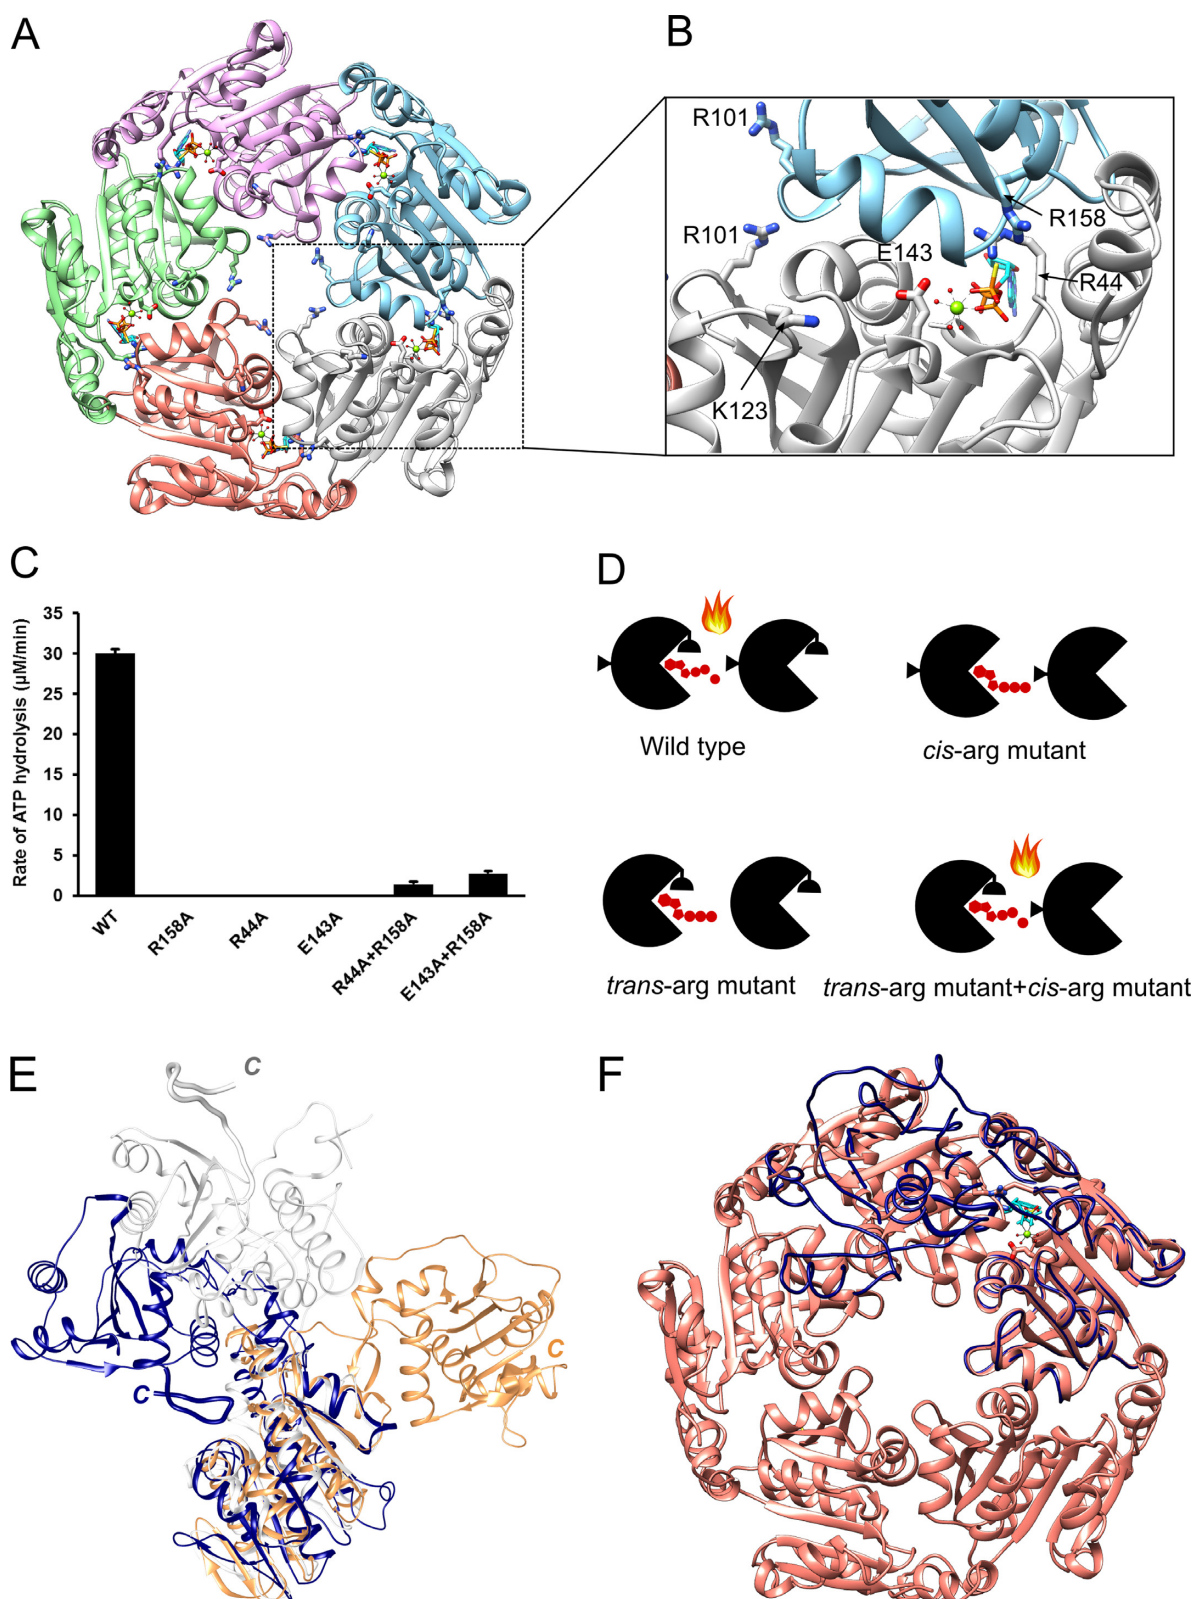 A
B
R101
R158
R101
E143
R44
K123
C
D
Rate of ATP hydrolysis (µM/min)
35
30
25
20
15
10
5
0
WT
R158A
R44A
E143A
R44A+R158A
E143A+R158A
Wild type
cis-arg mutant
trans-arg mutant
trans-arg mutant+cis-arg mutant
E
C
C
C
F